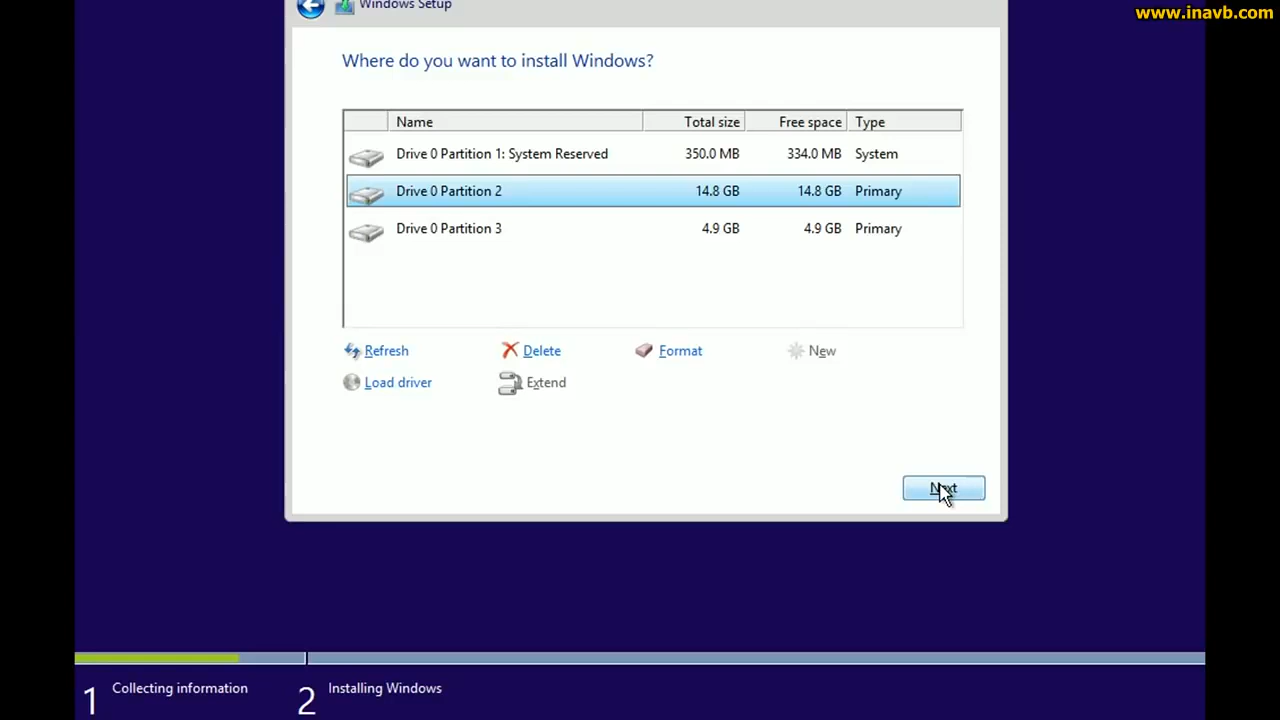 www.inavb.com
Windows Setup
Where do you want to install Windows?
Name Total size Free space Type
Drive 0 Partition 1: System Reserved 350.0 MB 334.0 MB System
Drive 0 Partition 2 14.8 GB 14.8 GB Primary
Drive 0 Partition 3 4.9 GB 4.9 GB Primary
Refresh Delete Format New
Load driver Extend
Next
1 Collecting information 2 Installing Windows